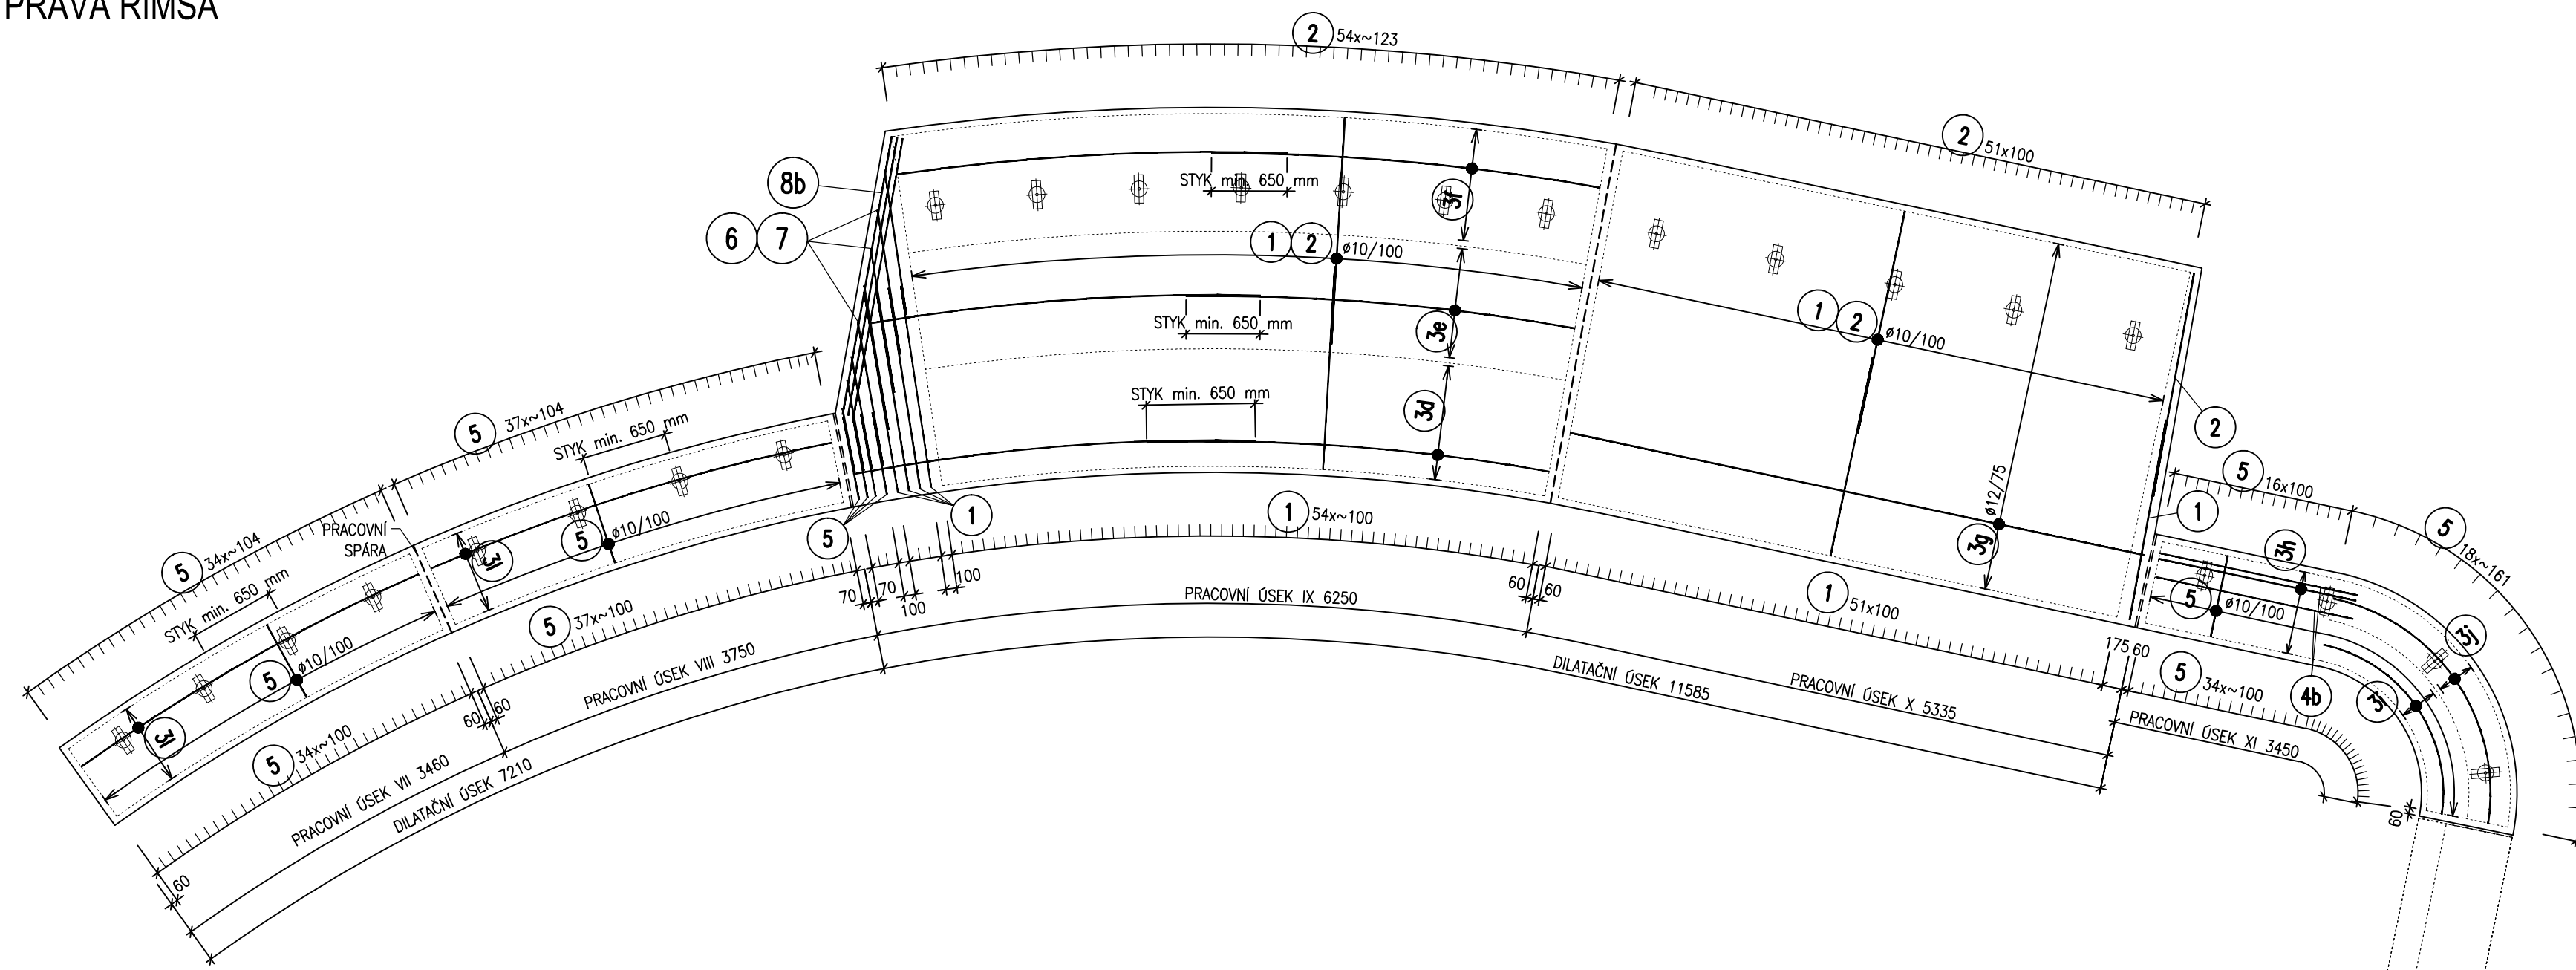 PRAVÁ ŘÍMSA
2 54x~123
2 51x100
8b
6 7
STYK min. 650 mm
3f
1 2 ø10/100
STYK min. 650 mm
3e
1 2 ø10/100
STYK min. 650 mm
3d
2
ø12/75
3g
1
5 37x~104
STYK min. 650 mm
PRACOVNÍ
SPÁRA
5 34x~104
STYK min. 650 mm
3l
5 ø10/100
5
1
5 ø10/100
3l
5 16x100
5 18x~161
3h
5 ø10/100
3j
3i
4b
1 54x~100
70
70
100
100
60
60
1 51x100
175
60
5 34x~100
60
5 37x~100
60
60
5 34x~100
60
PRACOVNÍ ÚSEK VII 3460
PRACOVNÍ ÚSEK VIII 3750
PRACOVNÍ ÚSEK IX 6250
PRACOVNÍ ÚSEK X 5335
PRACOVNÍ ÚSEK XI 3450
DILATAČNÍ ÚSEK 7210
DILATAČNÍ ÚSEK 11585